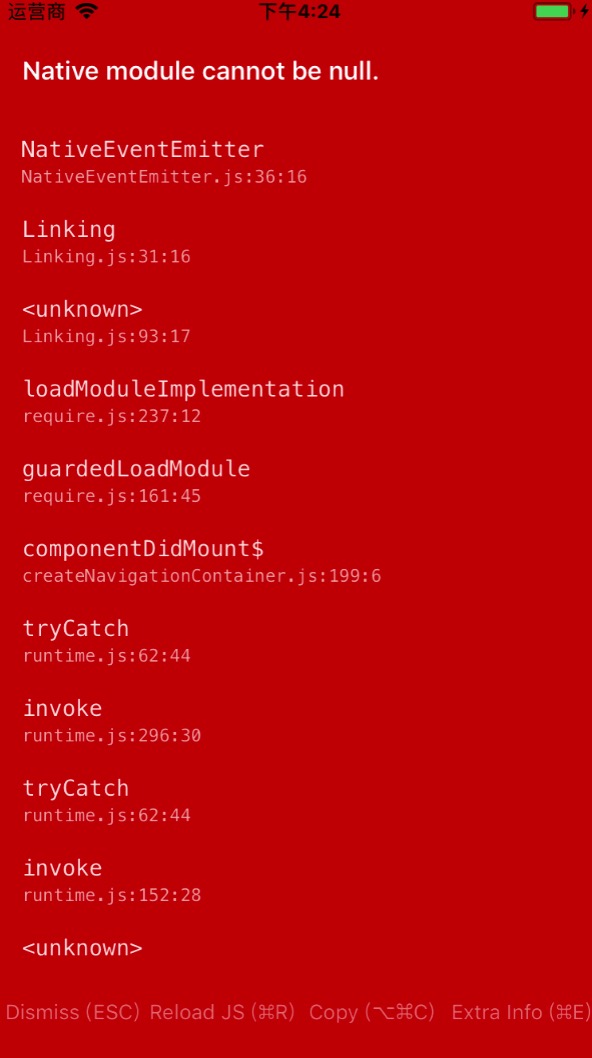 运营商 下午4:24
Native module cannot be null.
NativeEventEmitter
NativeEventEmitter.js:36:16
Linking
Linking.js:31:16
<unknown>
Linking.js:93:17
loadModuleImplementation
require.js:237:12
guardedLoadModule
require.js:161:45
componentDidMount$
createNavigationContainer.js:199:6
tryCatch
runtime.js:62:44
invoke
runtime.js:296:30
tryCatch
runtime.js:62:44
invoke
runtime.js:152:28
<unknown>
Dismiss (ESC) Reload JS (⌘R) Copy (⌥⌘C) Extra Info (⌘E)